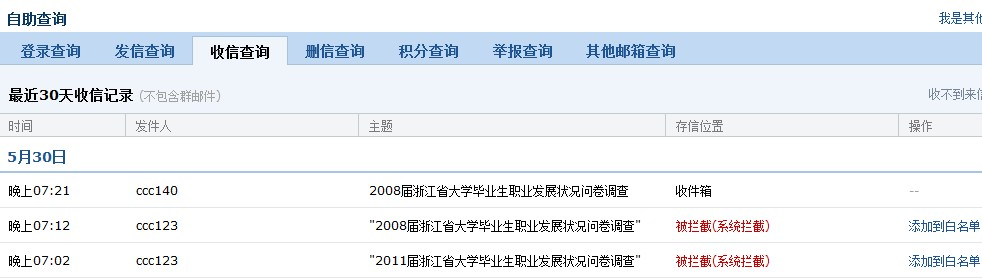 自助查询 我是其他
登录查询 发信查询 收信查询 删信查询 积分查询 举报查询 其他邮箱查询
最近30天收信记录 (不包含群邮件) 收不到来信
时间 发件人 主题 存信位置 操作
5月30日
晚上07:21 ccc140 2008届浙江省大学毕业生职业发展状况问卷调查 收件箱 --
晚上07:12 ccc123 "2008届浙江省大学毕业生职业发展状况问卷调查" 被拦截(系统拦截) 添加到白名单
晚上07:02 ccc123 "2011届浙江省大学毕业生职业发展状况问卷调查" 被拦截(系统拦截) 添加到白名单